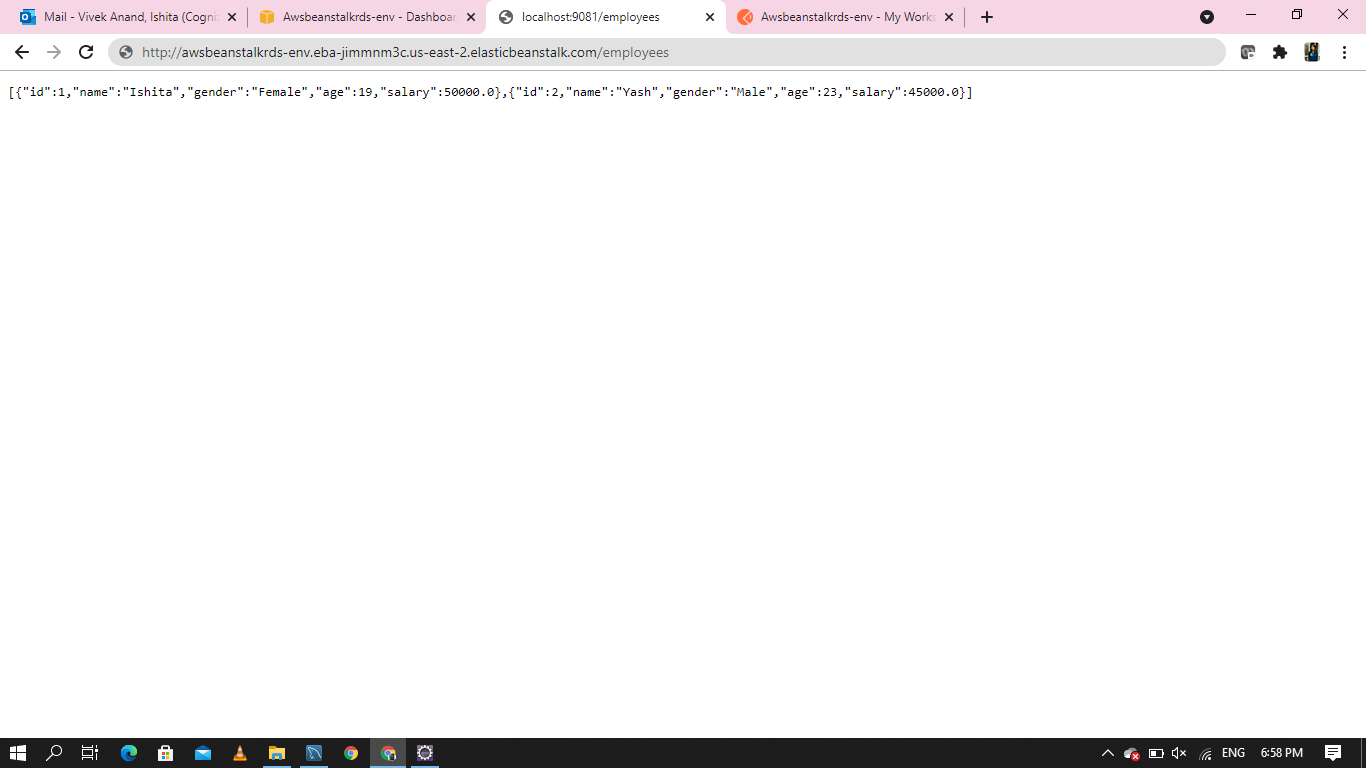 Mail - Vivek Anand, Ishita (Cogni
Awsbeanstalkrds-env - Dashboar
localhost:9081/employees
Awsbeanstalkrds-env - My Works
http://awsbeanstalkrds-env.eba-jimmnm3c.us-east-2.elasticbeanstalk.com/employees
[{"id":1,"name":"Ishita","gender":"Female","age":19,"salary":50000.0},{"id":2,"name":"Yash","gender":"Male","age":23,"salary":45000.0}]
ENG
6:58 PM